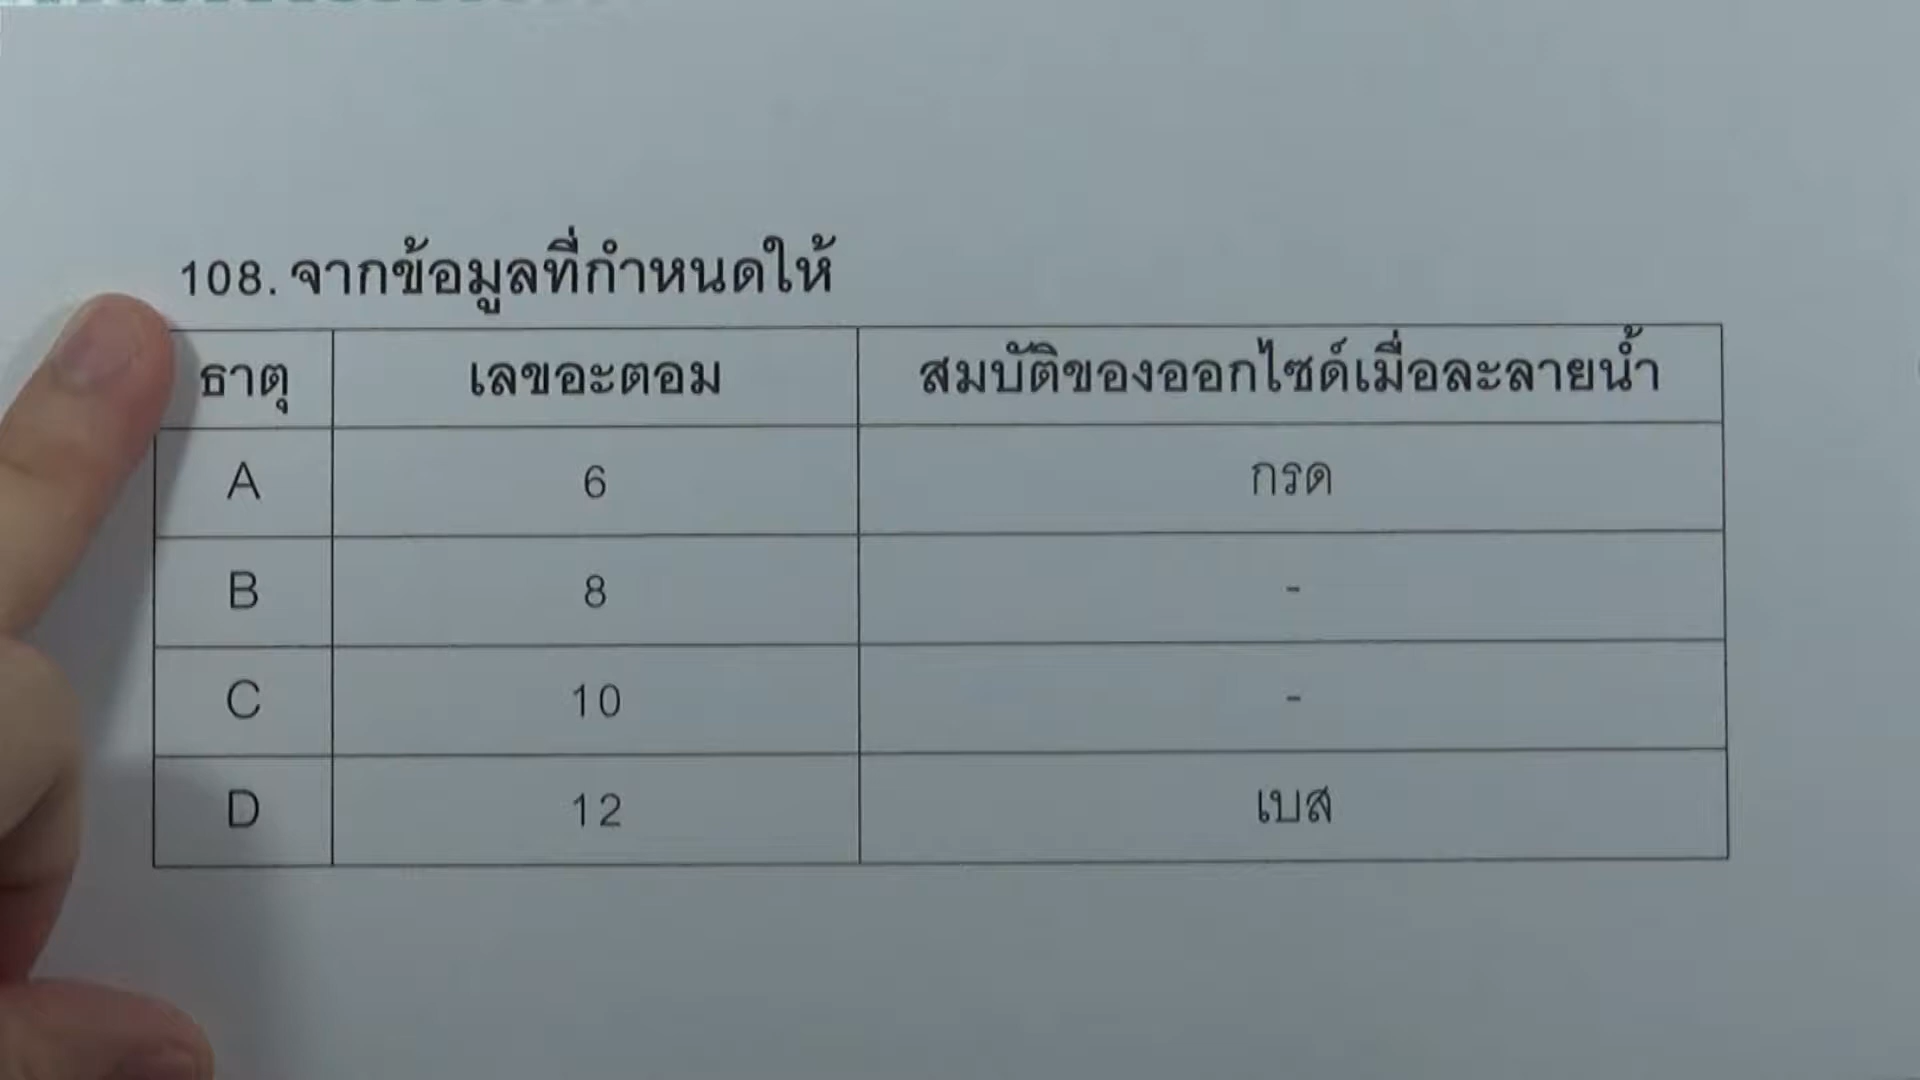 108. จากข้อมูลที่กำหนดให้
ธาตุ เลขอะตอม สมบัติของออกไซด์เมื่อละลายน้ำ
A 6 กรด
B 8 -
C 10 -
D 12 เบส